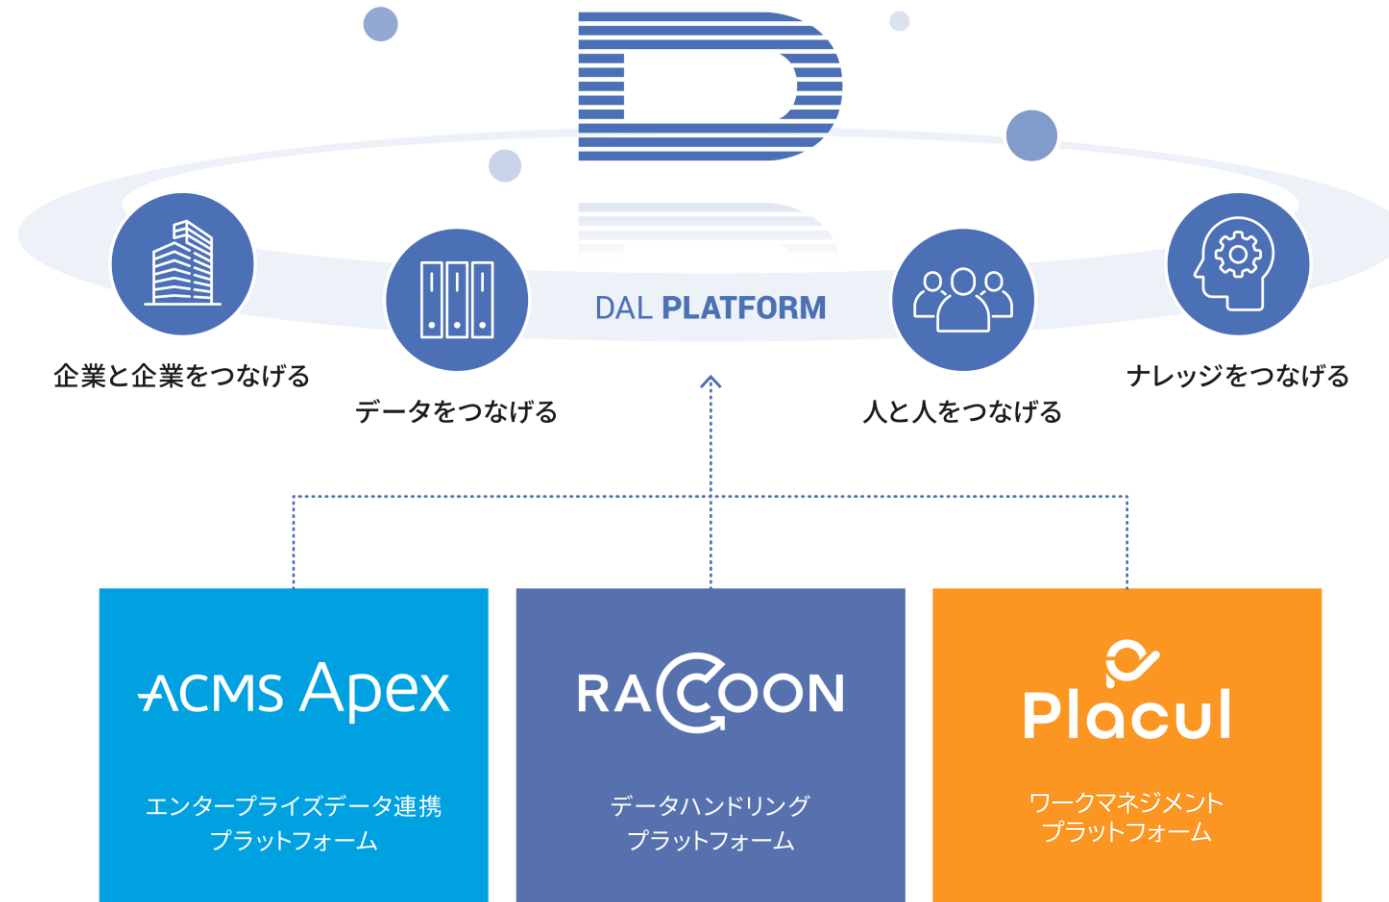 DAL PLATFORM
企業と企業をつなげる
データをつなげる
人と人をつなげる
ナレッジをつなげる
ACMS Apex
エンタープライズデータ連携
プラットフォーム
RACCOON
データハンドリング
プラットフォーム
Placul
ワークマネジメント
プラットフォーム